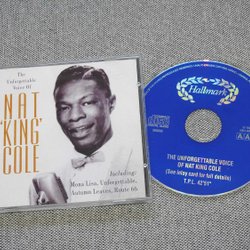 The
Unforgettable
Voice Of
NAT
'KING'
COLE
Including:
Mona Lisa, Unforgettable,
Autumn Leaves, Route 66
Hallmark
THE UNFORGETTABLE VOICE
OF NAT KING COLE
(See inlay card for full details)
T.P.L. 42'51"